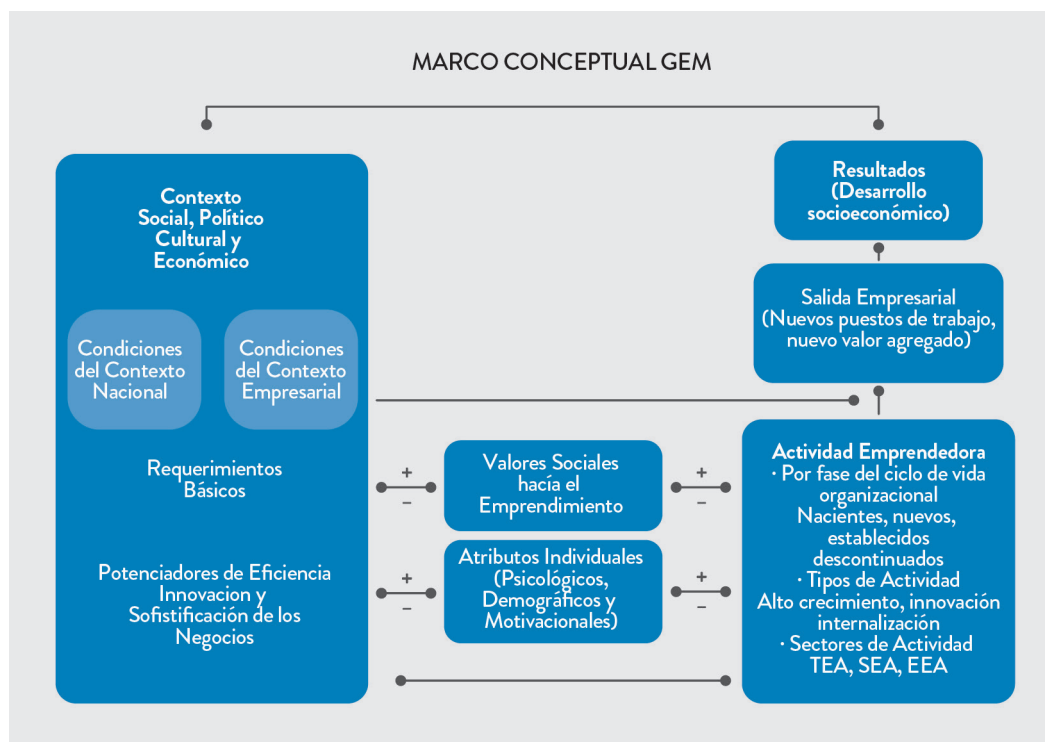 MARCO CONCEPTUAL GEM
Contexto
Social, Político
Cultural y
Económico
Condiciones
del Contexto
Nacional
Condiciones
del Contexto
Empresarial
Requerimientos
Básicos
Potenciadores de Eficiencia
Innovacion y
Sofistificación de los
Negocios
+
–
Valores Sociales
hacía el
Emprendimiento
+
–
+
–
Atributos Individuales
(Psicológicos,
Demográficos y
Motivacionales)
+
–
Resultados
(Desarrollo
socioeconómico)
Salida Empresarial
(Nuevos puestos de trabajo,
nuevo valor agregado)
Actividad Emprendedora
· Por fase del ciclo de vida
organizacional
Nacientes, nuevos,
establecidos
descontinuados
· Tipos de Actividad
Alto crecimiento, innovación
internalización
· Sectores de Actividad
TEA, SEA, EEA